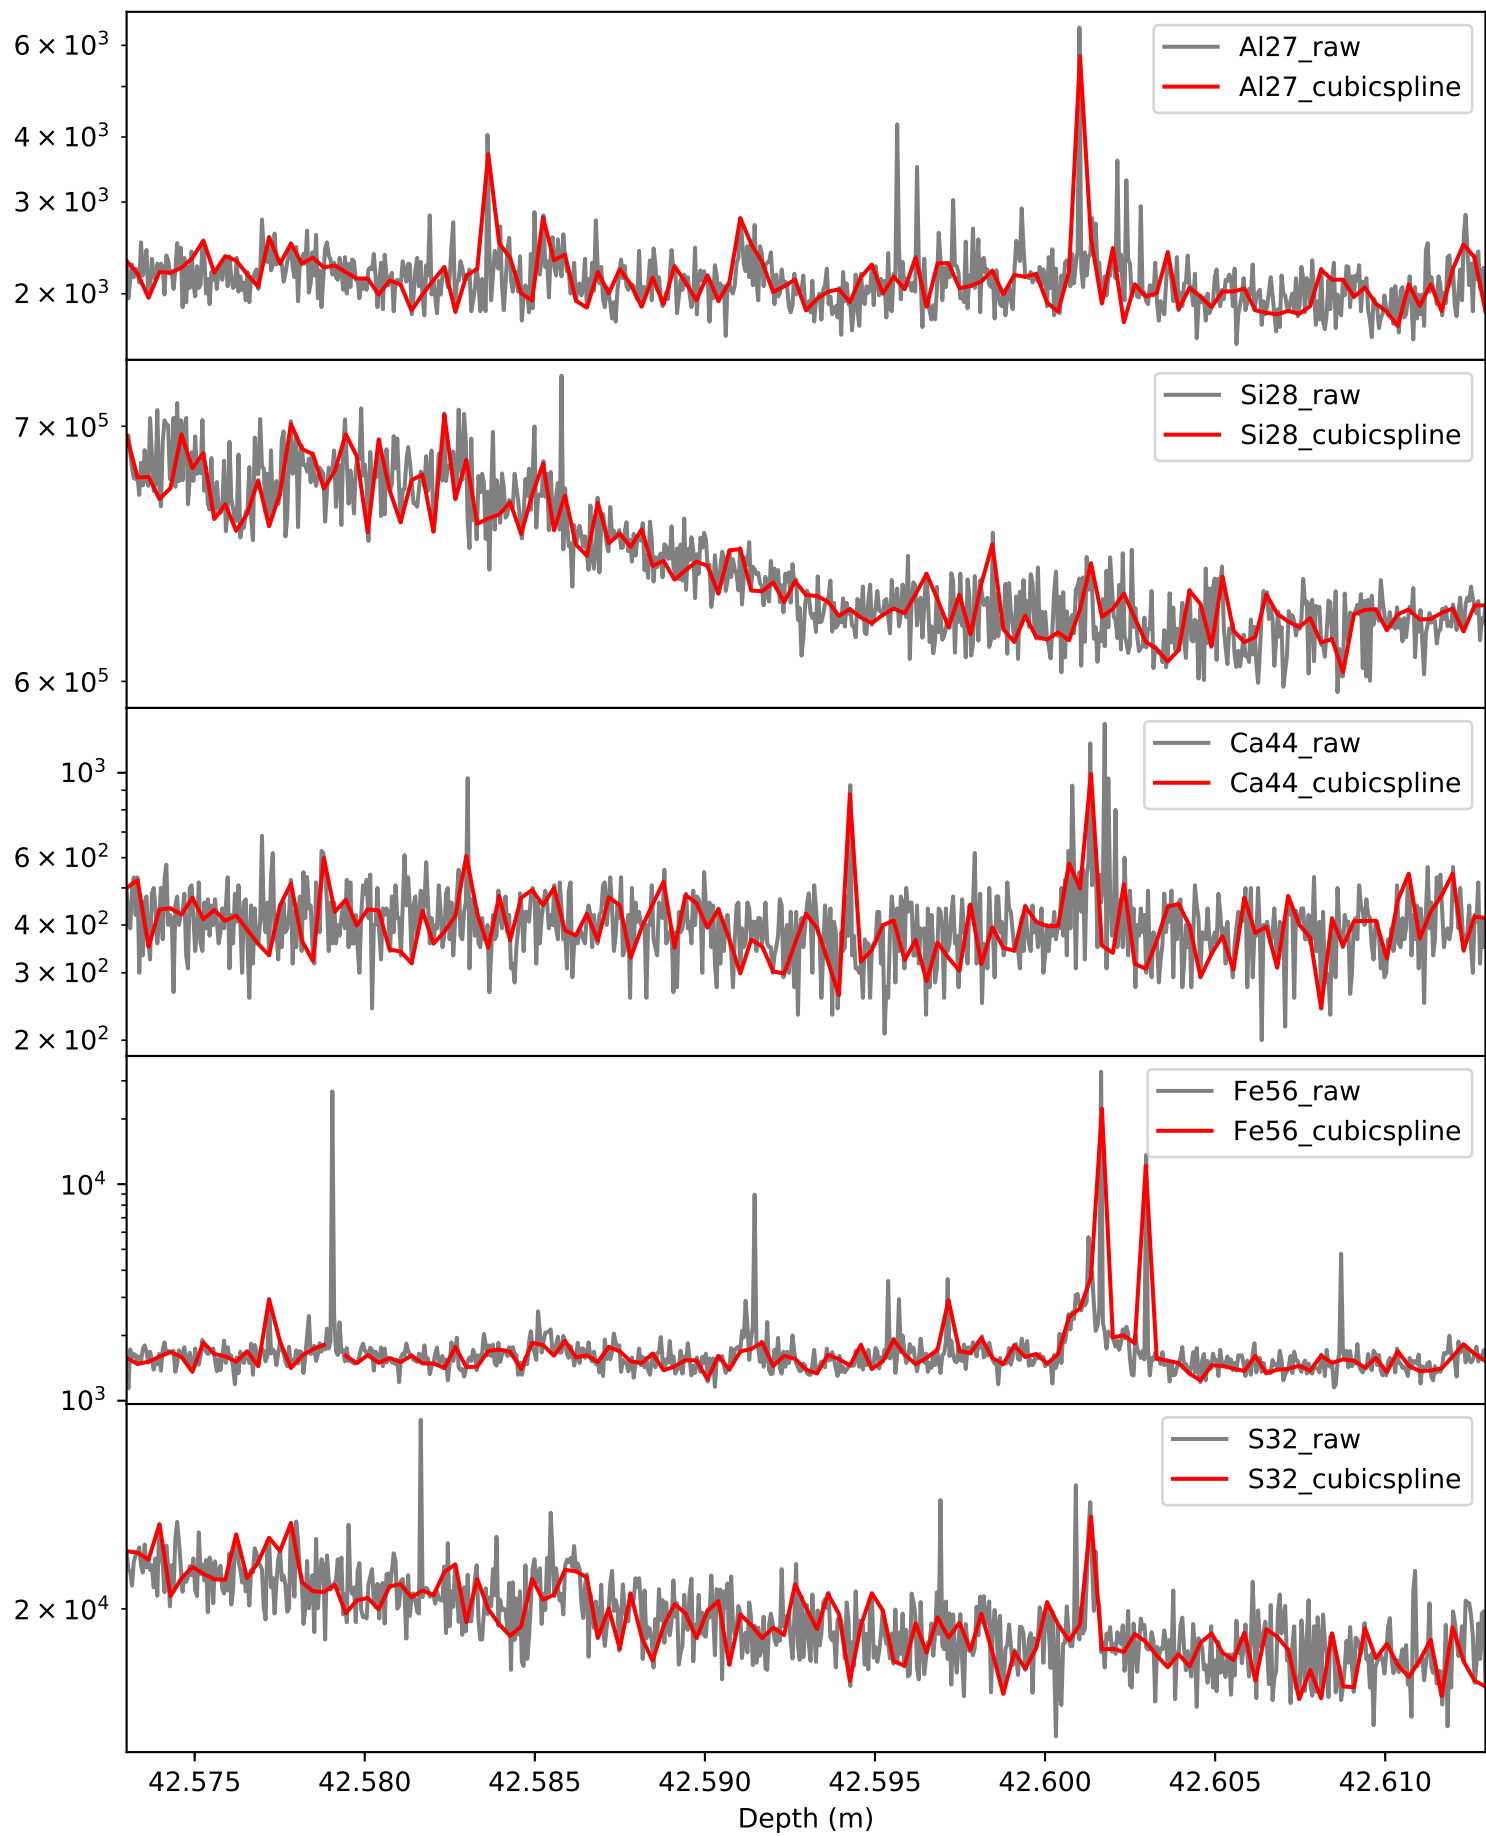 6 × 10³
4 × 10³
3 × 10³
2 × 10³
Al27_raw
Al27_cubicspline
7 × 10⁵
6 × 10⁵
Si28_raw
Si28_cubicspline
10³
6 × 10²
4 × 10²
3 × 10²
2 × 10²
Ca44_raw
Ca44_cubicspline
10⁴
10³
Fe56_raw
Fe56_cubicspline
2 × 10⁴
S32_raw
S32_cubicspline
42.575 42.580 42.585 42.590 42.595 42.600 42.605 42.610
Depth (m)